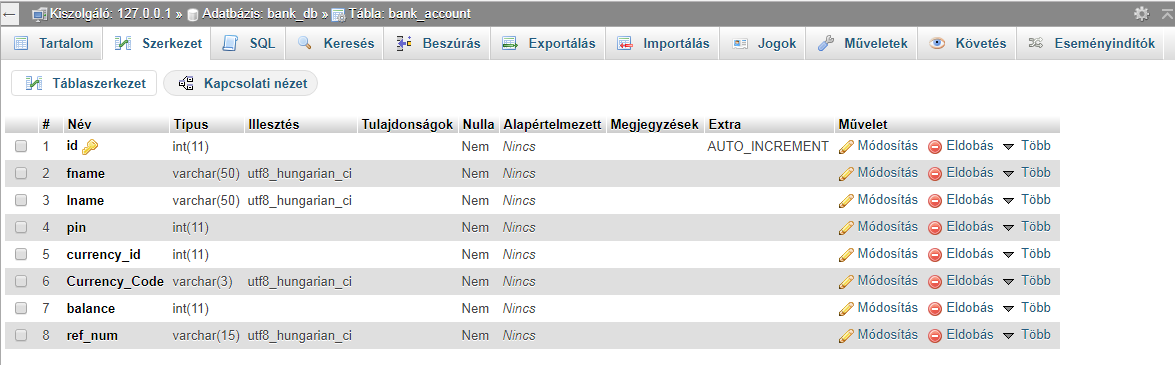 ← Kiszolgáló: 127.0.0.1 » Adatbázis: bank_db » Tábla: bank_account
Tartalom Szerkezet SQL Keresés Beszúrás Exportálás Importálás Jogok Műveletek Követés Eseményindítók
Táblaszerkezet Kapcsolati nézet
# Név Típus Illesztés Tulajdonságok Nulla Alapértelmezett Megjegyzések Extra Művelet
1 id int(11) Nem Nincs AUTO_INCREMENT Módosítás Eldobás Több
2 fname varchar(50) utf8_hungarian_ci Nem Nincs Módosítás Eldobás Több
3 lname varchar(50) utf8_hungarian_ci Nem Nincs Módosítás Eldobás Több
4 pin int(11) Nem Nincs Módosítás Eldobás Több
5 currency_id int(11) Nem Nincs Módosítás Eldobás Több
6 Currency_Code varchar(3) utf8_hungarian_ci Nem Nincs Módosítás Eldobás Több
7 balance int(11) Nem Nincs Módosítás Eldobás Több
8 ref_num varchar(15) utf8_hungarian_ci Nem Nincs Módosítás Eldobás Több